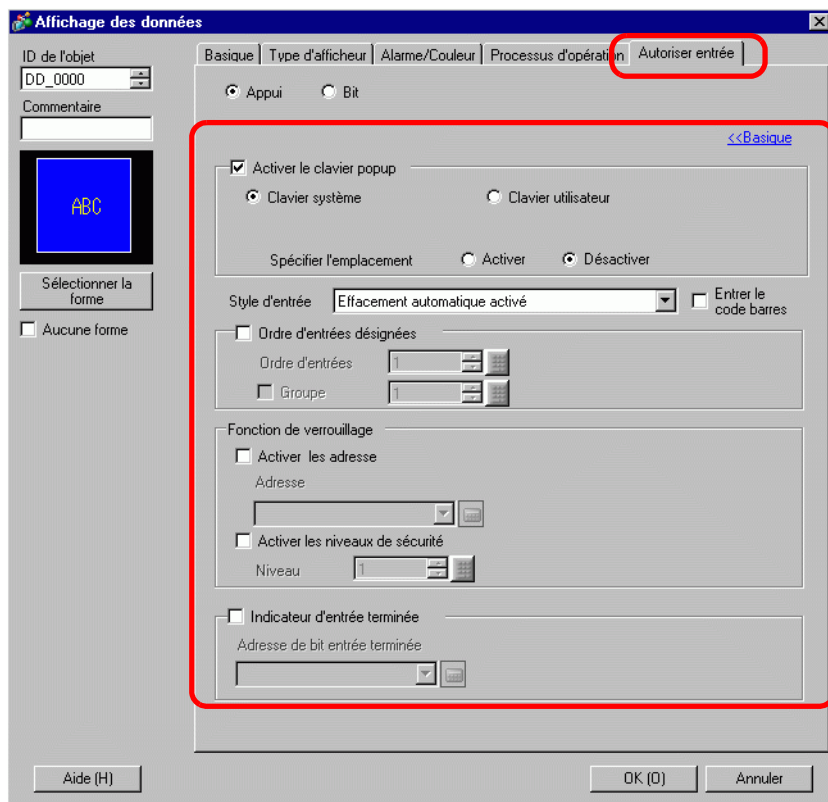 Affichage des données
ID de l'objet
DD_0000
Commentaire
ABC
Sélectionner la
forme
Aucune forme
Basique Type d'afficheur Alarme/Couleur Processus d'opération Autoriser entrée
Appui Bit
<<Basique
Activer le clavier popup
Clavier système Clavier utilisateur
Spécifier l'emplacement Activer Désactiver
Style d'entrée Effacement automatique activé Entrer le
code barres
Ordre d'entrées désignées
Ordre d'entrées 1
Groupe 1
Fonction de verrouillage
Activer les adresse
Adresse
Activer les niveaux de sécurité
Niveau 1
Indicateur d'entrée terminée
Adresse de bit entrée terminée
Aide (H) OK (O) Annuler